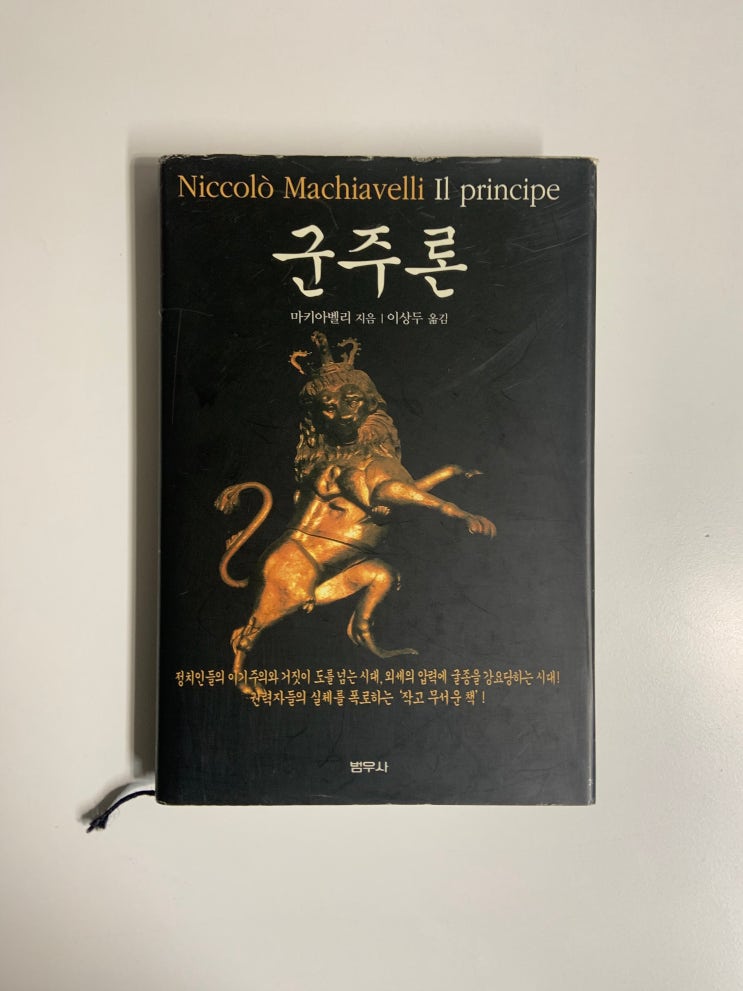 Niccolò Machiavelli Il principe
군주론
마키아벨리 지음 | 이상두 옮김
정치인들의 이기주의와 거짓이 도를 넘는 시대, 외세의 압력에 굴종을 강요당하는 시대!
권력자들의 실체를 폭로하는 '작고 무서운 책'!
범우사